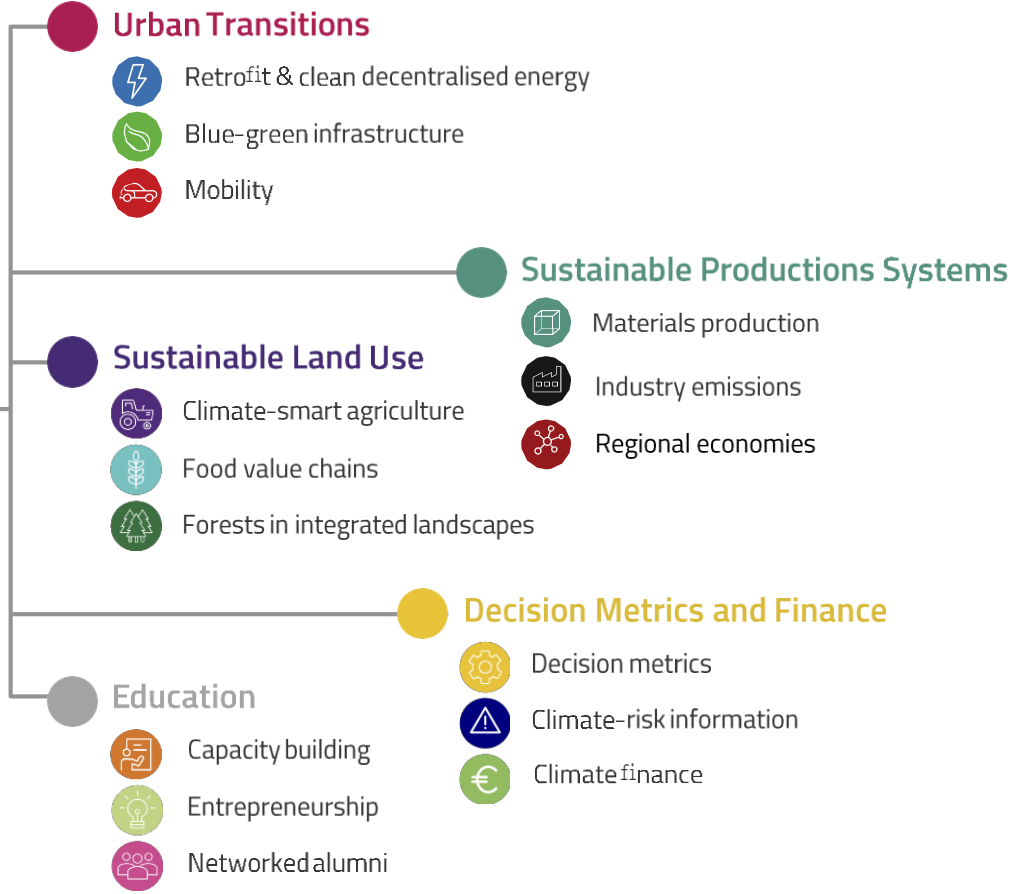 Urban Transitions
Retrofit & clean decentralised energy
Blue-green infrastructure
Mobility
Sustainable Productions Systems
Materials production
Industry emissions
Regional economies
Sustainable Land Use
Climate-smart agriculture
Food value chains
Forests in integrated landscapes
Decision Metrics and Finance
Decision metrics
Climate-risk information
Climate finance
Education
Capacity building
Entrepreneurship
Networked alumni